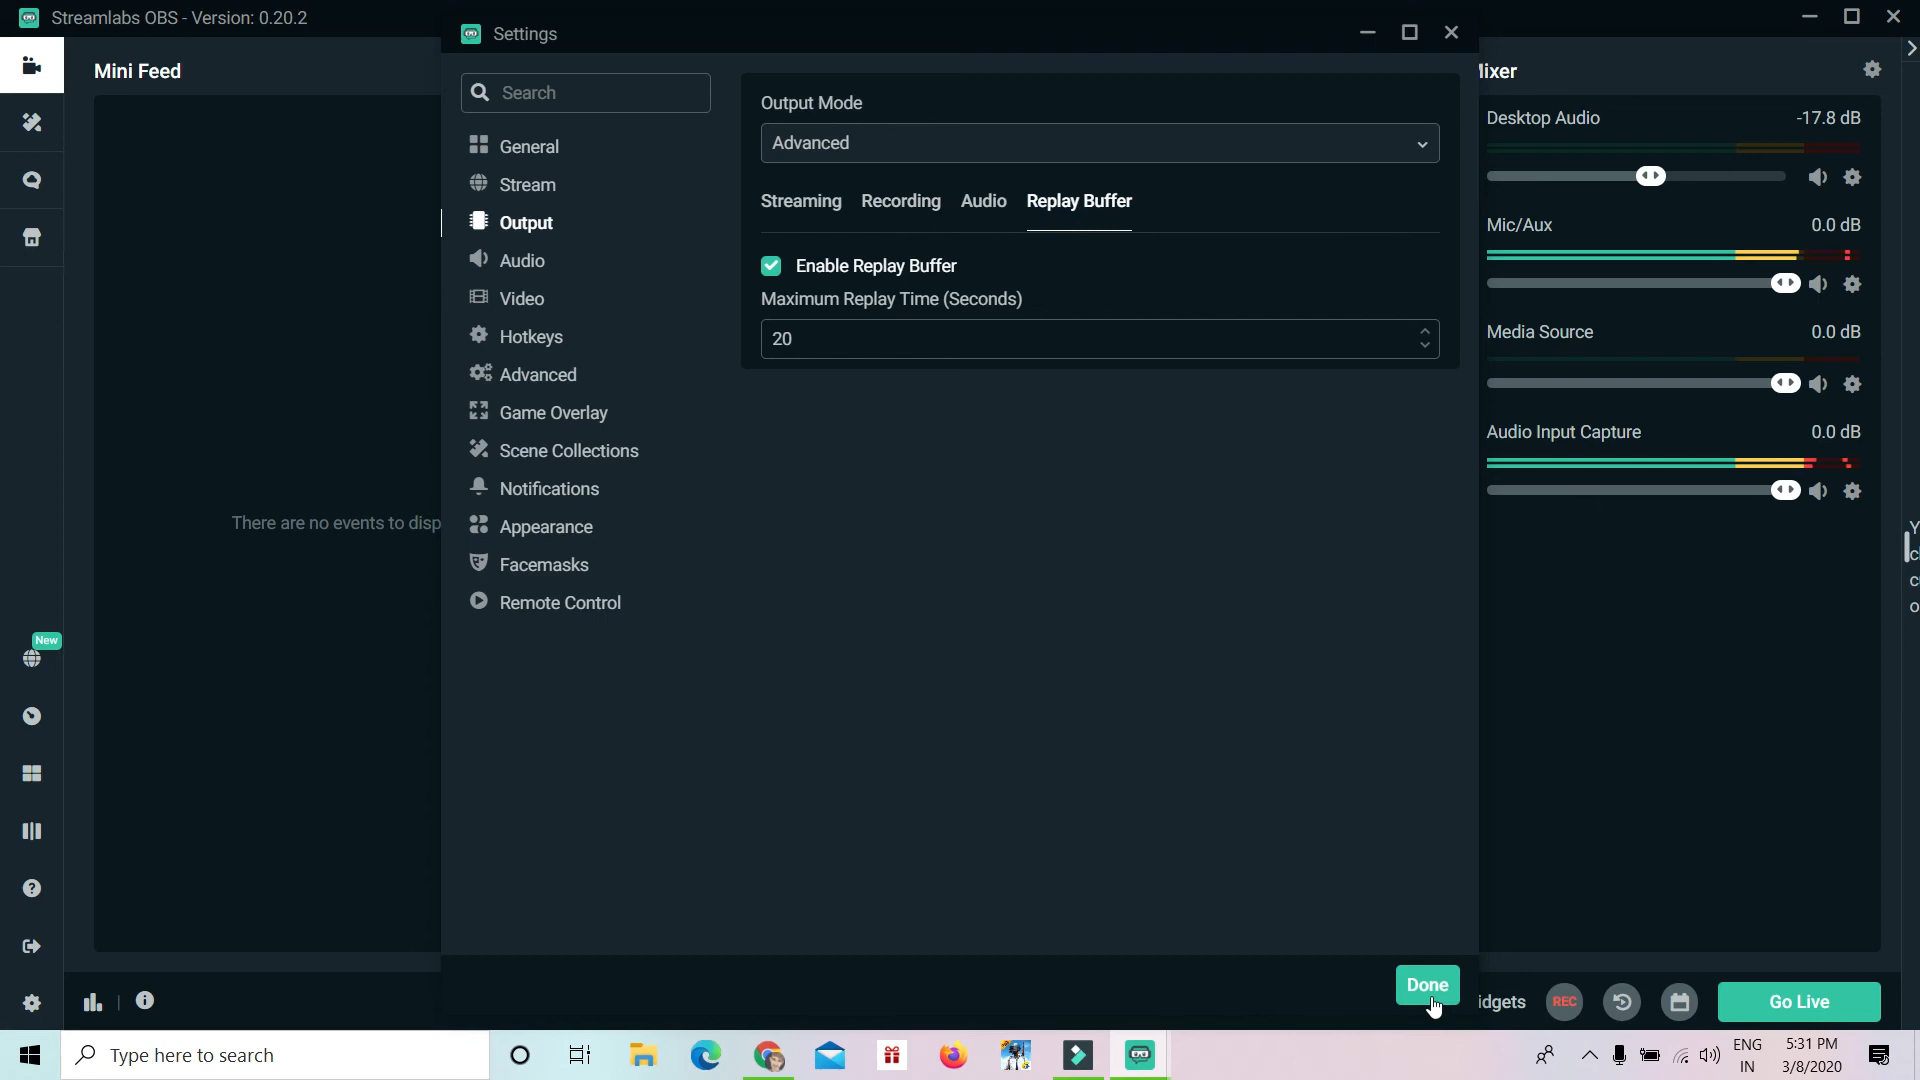 Streamlabs OBS - Version: 0.20.2
Mini Feed
There are no events to disp
New
Settings
Search
General
Stream
Output
Audio
Video
Hotkeys
Advanced
Game Overlay
Scene Collections
Notifications
Appearance
Facemasks
Remote Control
Output Mode
Advanced
Streaming Recording Audio Replay Buffer
Enable Replay Buffer
Maximum Replay Time (Seconds)
20
Done
lixer
Desktop Audio -17.8 dB
Mic/Aux 0.0 dB
Media Source 0.0 dB
Audio Input Capture 0.0 dB
Y
cl
c
o
idgets REC Go Live
Type here to search
ENG
IN
5:31 PM
3/8/2020